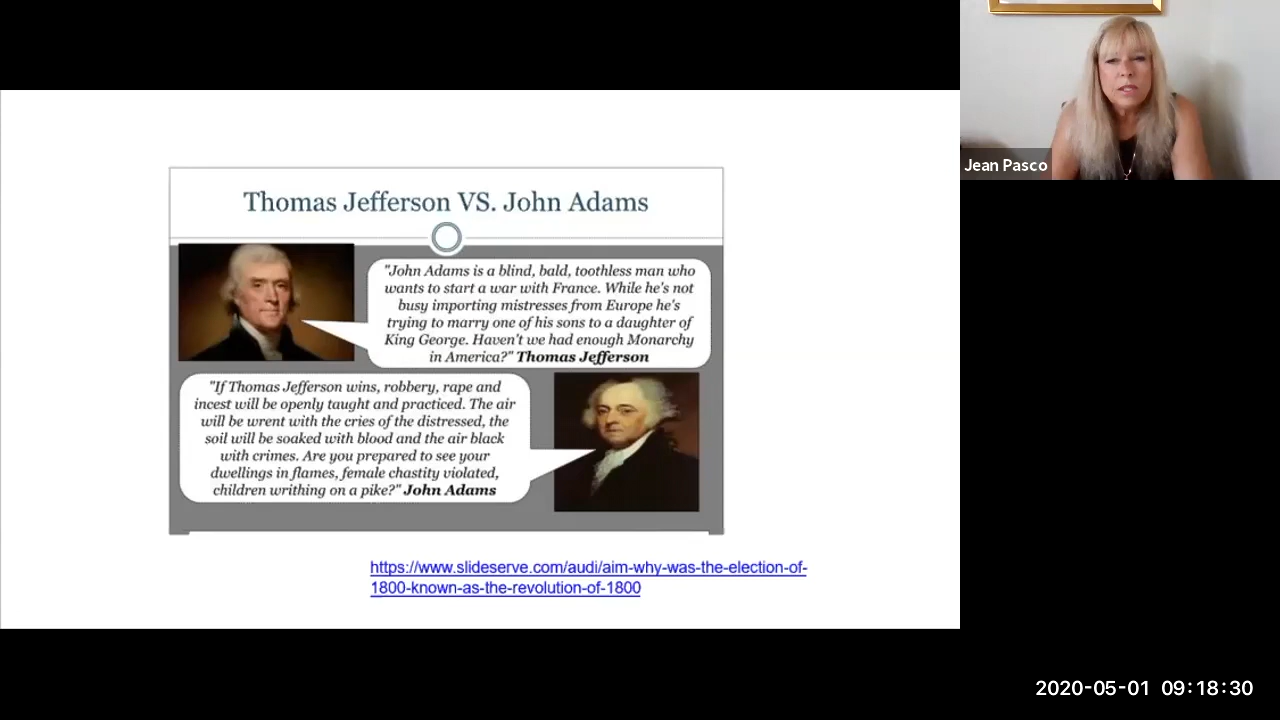 Jean Pasco
Thomas Jefferson VS. John Adams
"John Adams is a blind, bald, toothless man who
wants to start a war with France. While he's not
busy importing mistresses from Europe he's
trying to marry one of his sons to a daughter of
King George. Haven't we had enough Monarchy
in America?" Thomas Jefferson
"If Thomas Jefferson wins, robbery, rape and
incest will be openly taught and practiced. The air
will be wrent with the cries of the distressed, the
soil will be soaked with blood and the air black
with crimes. Are you prepared to see your
dwellings in flames, female chastity violated,
children writhing on a pike?" John Adams
https://www.slideserve.com/audi/aim-why-was-the-election-of-
1800-known-as-the-revolution-of-1800
2020-05-01 09:18:30